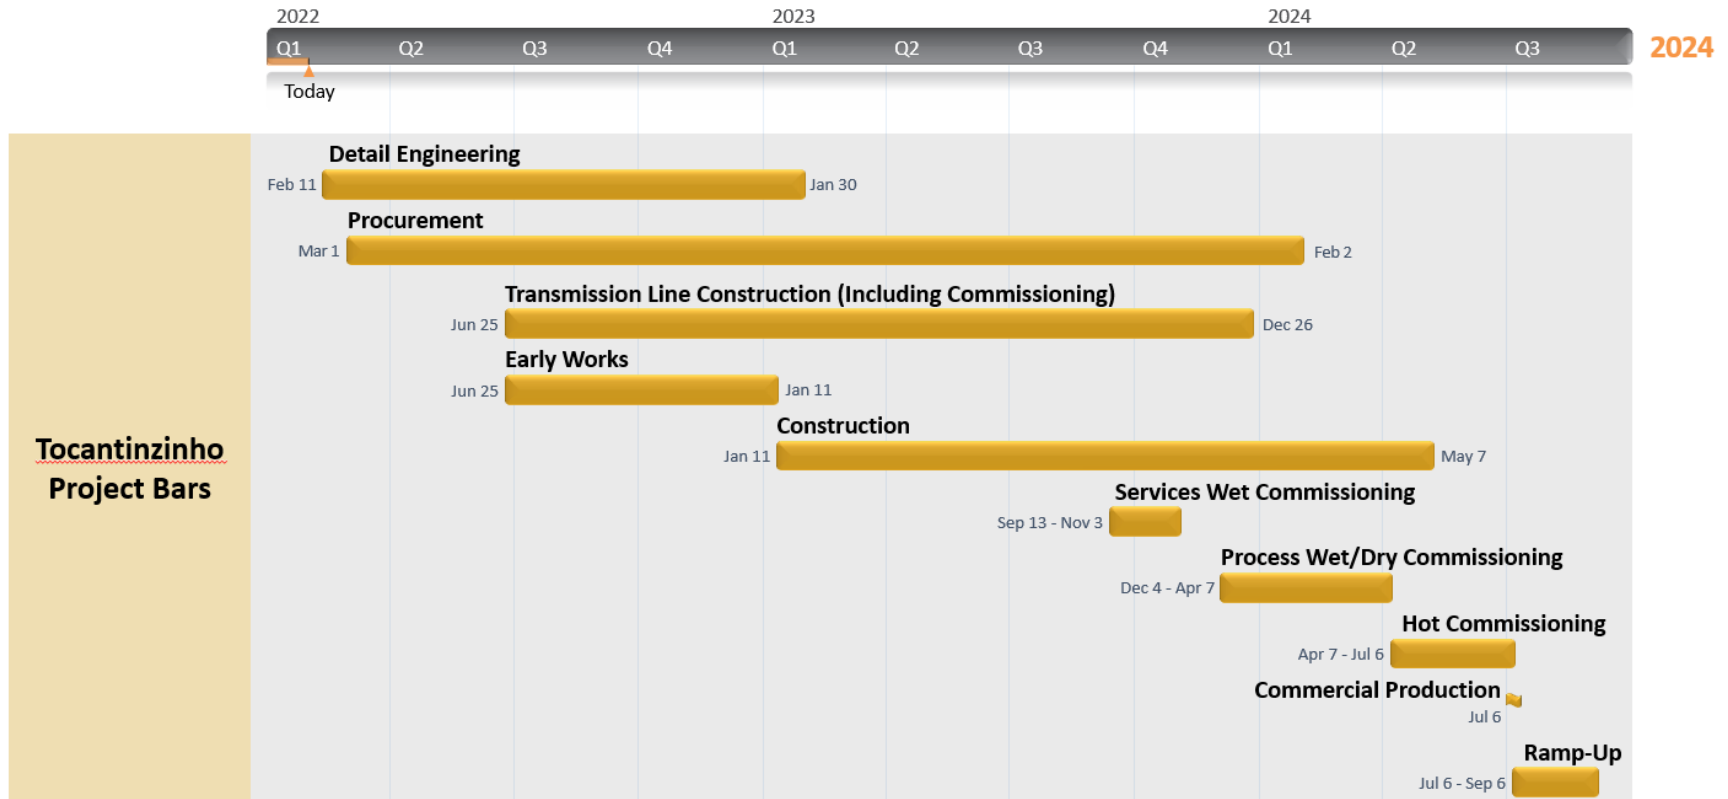 2022 2023 2024
Q1 Q2 Q3 Q4 Q1 Q2 Q3 Q4 Q1 Q2 Q3 2024
Today
Detail Engineering
Feb 11 Jan 30
Procurement
Mar 1 Feb 2
Transmission Line Construction (Including Commissioning)
Jun 25 Dec 26
Early Works
Jun 25 Jan 11
Tocantinzinho
Project Bars
Construction
Jan 11 May 7
Services Wet Commissioning
Sep 13 - Nov 3
Process Wet/Dry Commissioning
Dec 4 - Apr 7
Hot Commissioning
Apr 7 - Jul 6
Commercial Production
Jul 6
Ramp-Up
Jul 6 - Sep 6